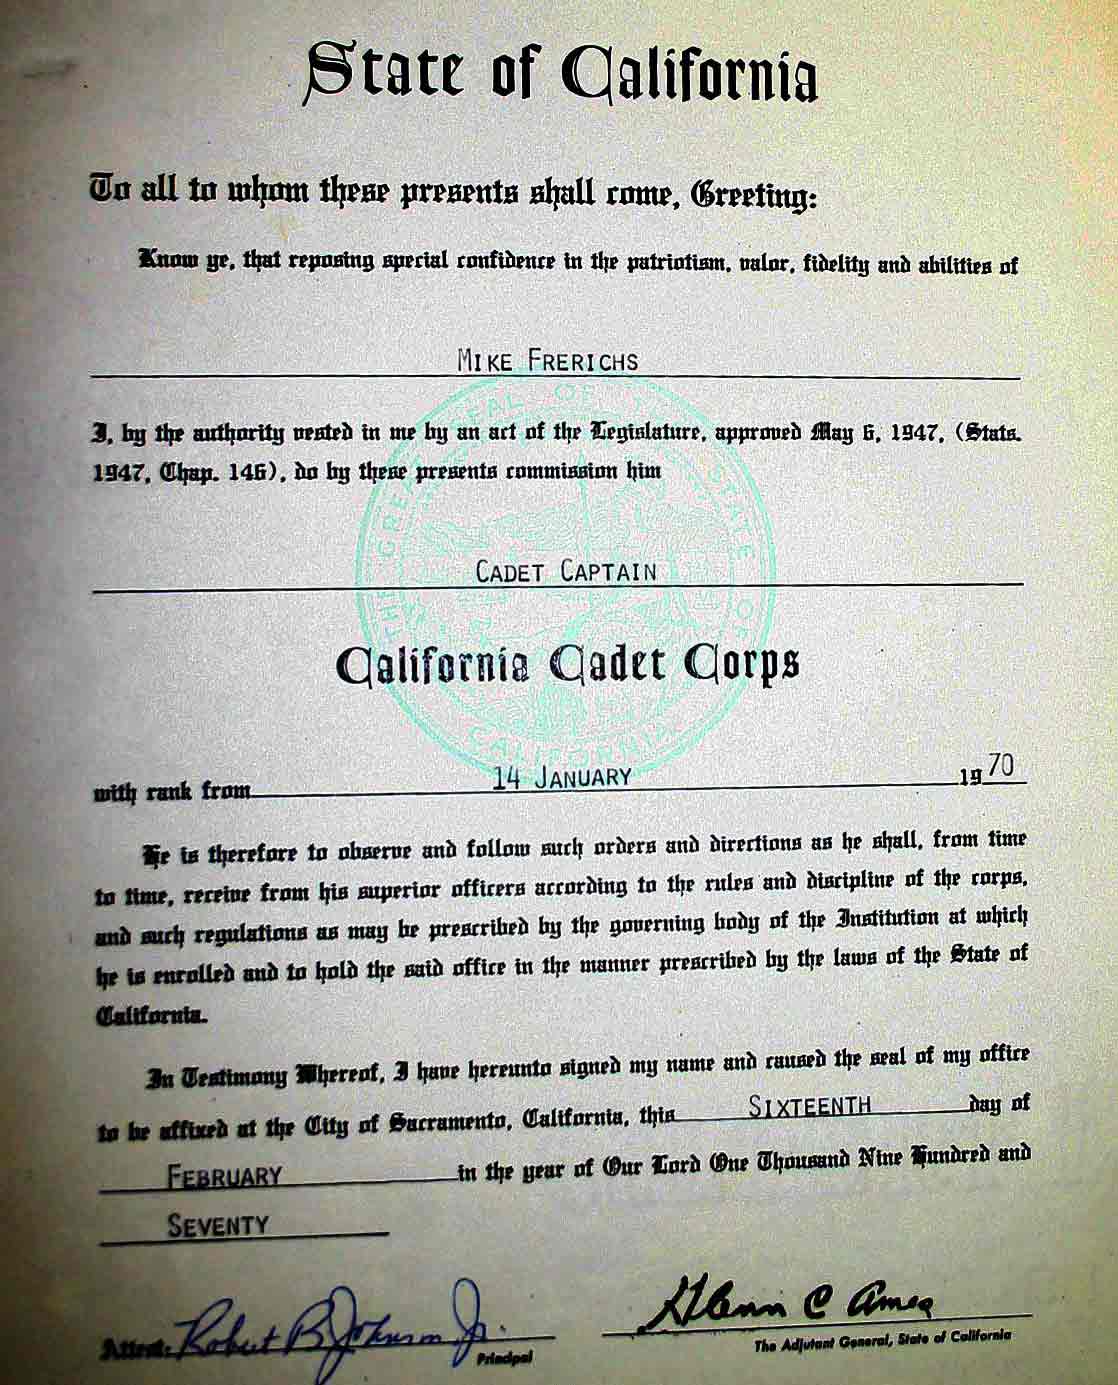 State of California
To all to whom these presents shall come, Greeting:
Know ye, that reposing special confidence in the patriotism, valor, fidelity and abilities of
MIKE FRERICHS
I, by the authority vested in me by an act of the Legislature, approved May 6, 1947, (Stats.
1947, Chap. 146), do by these presents commission him
THE GREAT SEAL OF THE STATE OF CALIFORNIA
CADET CAPTAIN
California Cadet Corps
with rank from 14 JANUARY 1970
He is therefore to observe and follow such orders and directions as he shall, from time
to time, receive from his superior officers according to the rules and discipline of the corps,
and such regulations as may be prescribed by the governing body of the Institution at which
he is enrolled and to hold the said office in the manner prescribed by the laws of the State of
California.
In Testimony Whereof, I have hereunto signed my name and caused the seal of my office
to be affixed at the City of Sacramento, California, this SIXTEENTH day of
FEBRUARY in the year of Our Lord One Thousand Nine Hundred and
SEVENTY
Attest: Robert B Johnson Jr.
Principal
Glenn C Ames
The Adjutant General, State of California